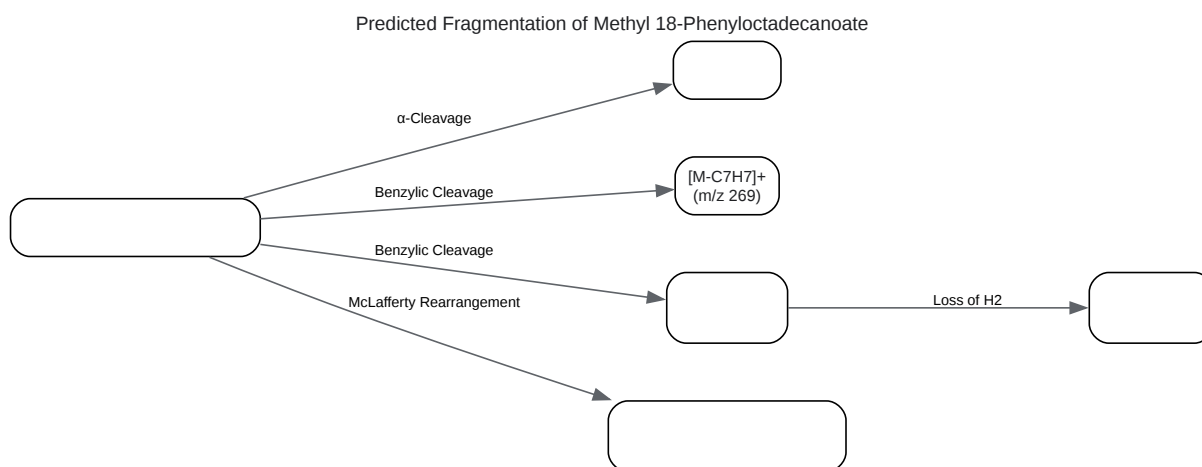 Predicted Fragmentation of Methyl 18-Phenyloctadecanoate
α-Cleavage
Benzylic Cleavage
[M-C7H7]+
(m/z 269)
Benzylic Cleavage
McLafferty Rearrangement
Loss of H2